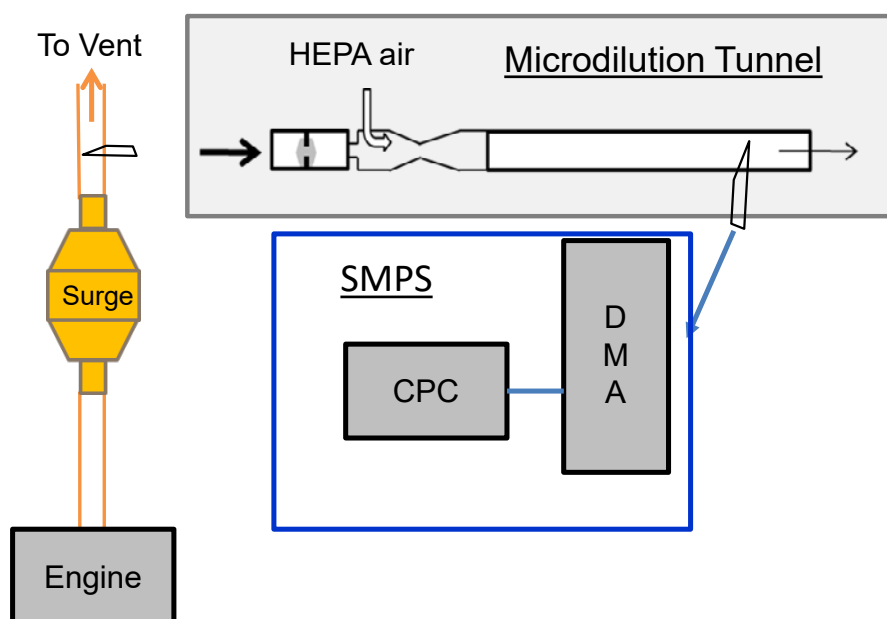 To Vent
HEPA air
Microdilution Tunnel
Surge
SMPS
D
M
A
CPC
Engine